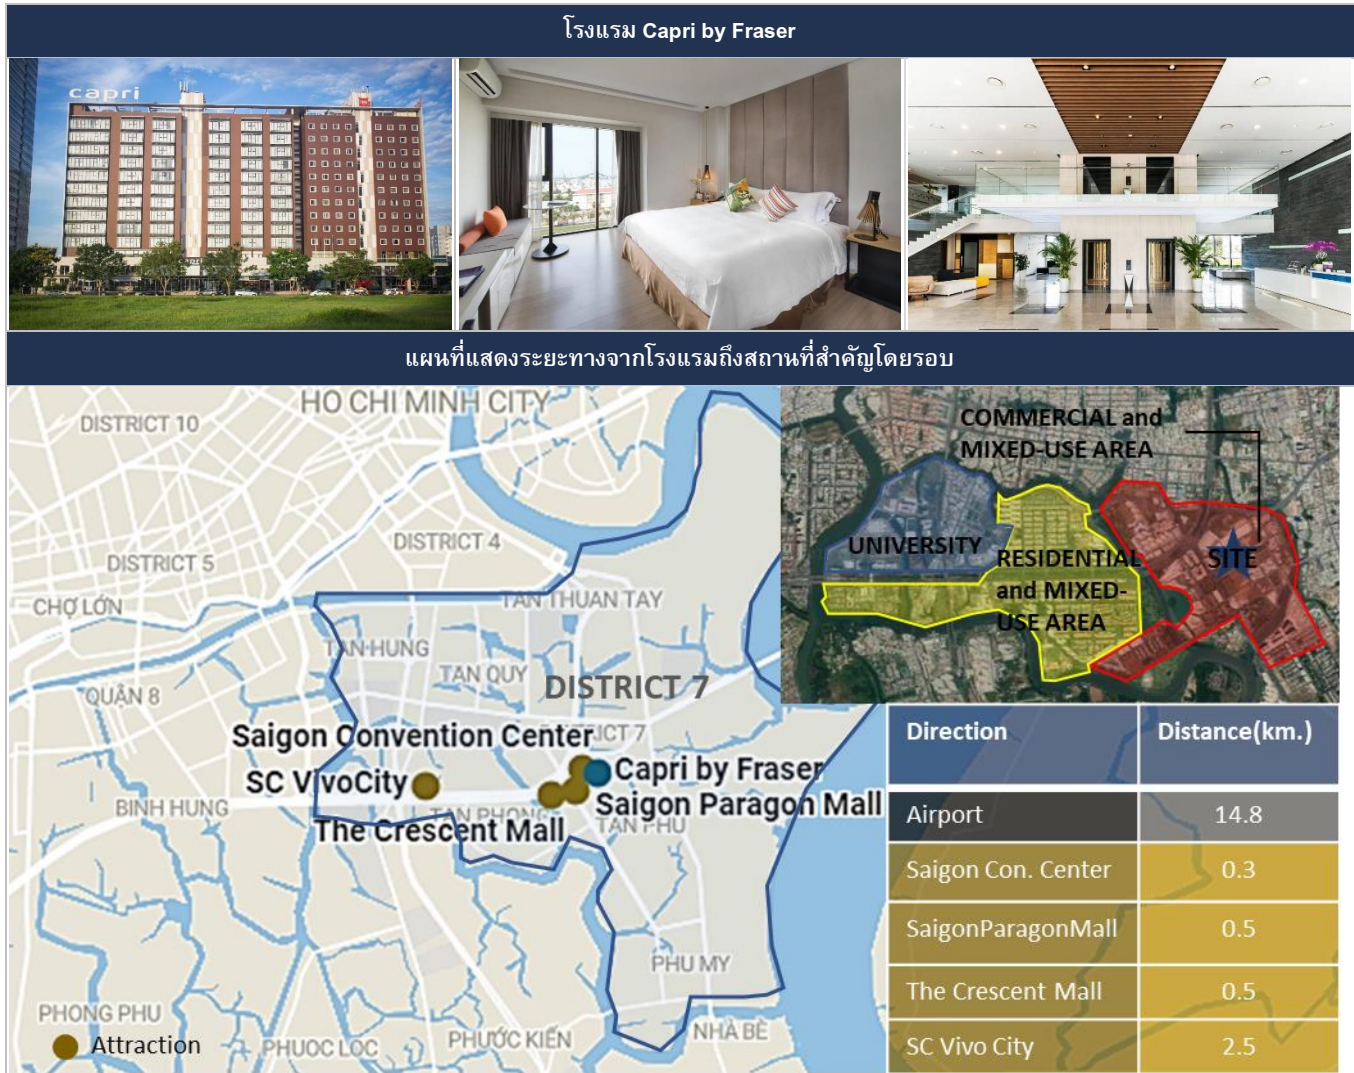 โรงแรม Capri by Fraser
capri
แผนที่แสดงระยะทางจากโรงแรมถึงสถานที่สำคัญโดยรอบ
HO CHI MINH CITY
DISTRICT 10
DISTRICT 4
DISTRICT 5
CHỢ LỚN
TAN THUAN TAY
TAN HUNG
TAN QUY
QUẬN 8
DISTRICT 7
Saigon Convention Center
ICT 7
SC VivoCity
Capri by Fraser
Saigon Paragon Mall
BINH HUNG
TAN PHONG
The Crescent Mall
TAN PHU
PHU MY
PHONG PHU
Attraction
PHUOC LOC
PHƯỚC KIỂN
NHÀ BÈ
COMMERCIAL and
MIXED-USE AREA
UNIVERSITY
RESIDENTIAL
and MIXED-
USE AREA
SITE
Direction Distance(km.)
Airport 14.8
Saigon Con. Center 0.3
SaigonParagonMall 0.5
The Crescent Mall 0.5
SC Vivo City 2.5